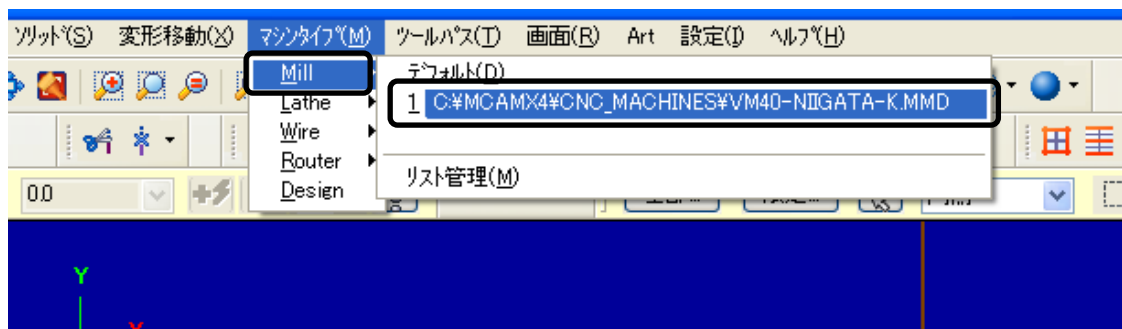 ｿﾘｯﾄﾞ(S) 変形移動(X) ﾏｼﾝﾀｲﾌﾟ(M) ﾂｰﾙﾊﾟｽ(T) 画面(R) Art 設定(I) ﾍﾙﾌﾟ(H)
Mill
Lathe
Wire
Router
Design
ﾃﾞﾌｫﾙﾄ(D)
1 C:¥MCAMX4¥CNC_MACHINES¥VM40-NIIGATA-K.MMD
ﾘｽﾄ管理(M)
0.0
Y
X